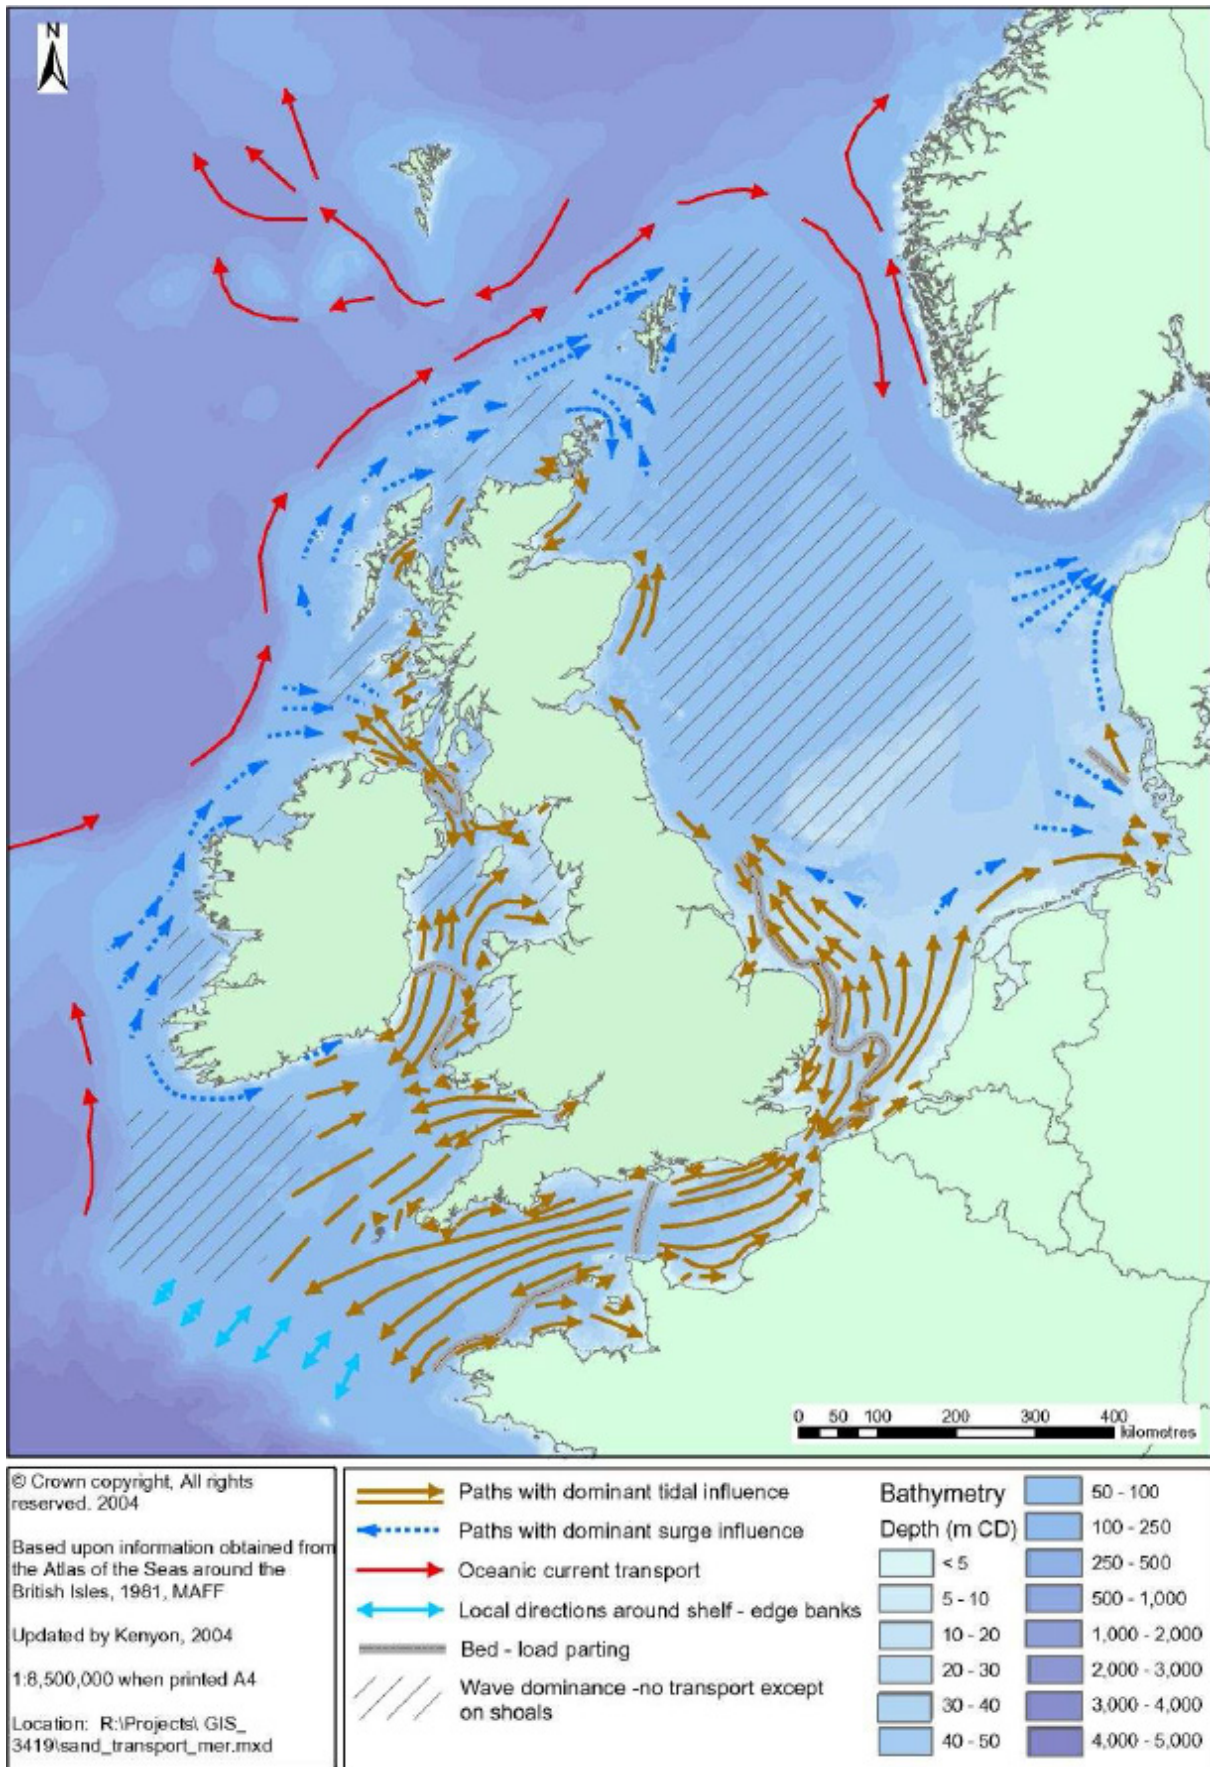 N
0 50 100 200 300 400
kilometres
© Crown copyright, All rights
reserved. 2004
Based upon information obtained from
the Atlas of the Seas around the
British Isles, 1981, MAFF
Updated by Kenyon, 2004
1:8,500,000 when printed A4
Location: R:\Projects\ GIS_
3419\sand_transport_mer.mxd
Paths with dominant tidal influence
Paths with dominant surge influence
Oceanic current transport
Local directions around shelf - edge banks
Bed - load parting
Wave dominance -no transport except
on shoals
Bathymetry
Depth (m CD)
< 5
5 - 10
10 - 20
20 - 30
30 - 40
40 - 50
50 - 100
100 - 250
250 - 500
500 - 1,000
1,000 - 2,000
2,000 - 3,000
3,000 - 4,000
4,000 - 5,000